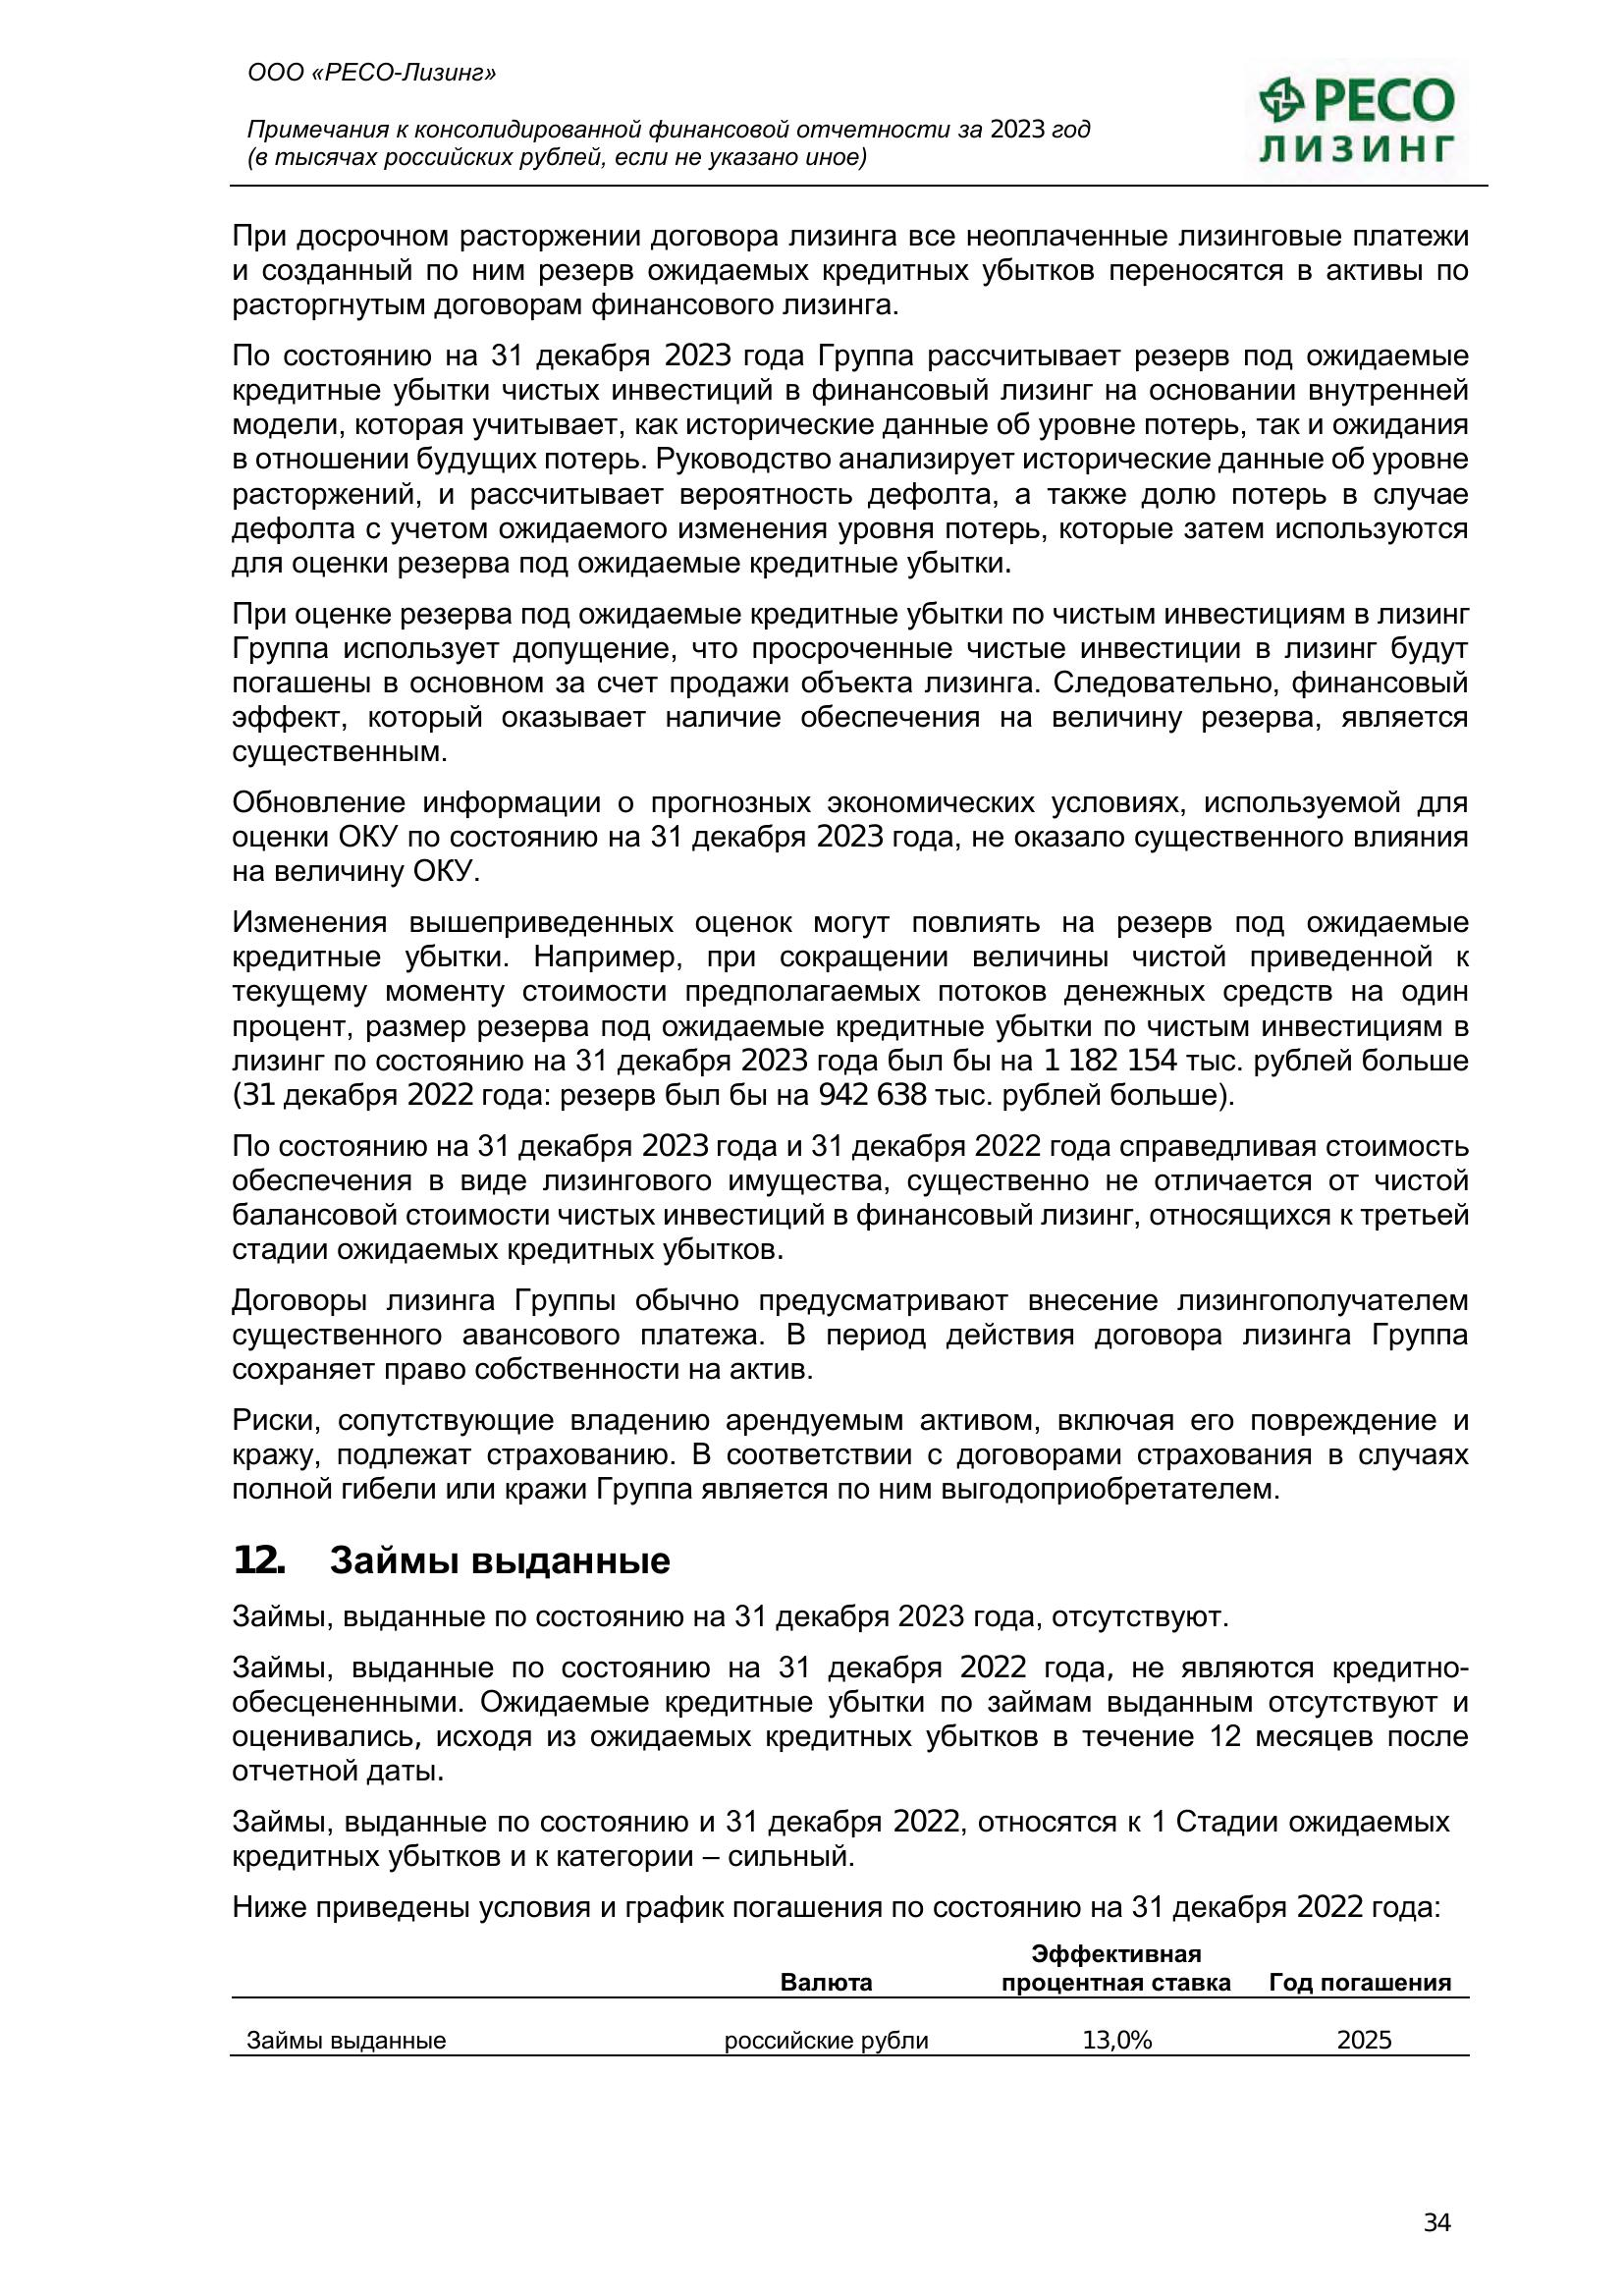 ООО «РЕСО-Лизинг»
РЕСО
ЛИЗИНГ
Примечания к консолидированной финансовой отчетности за 2023 год
(в тысячах российских рублей, если не указано иное)
При досрочном расторжении договора лизинга все неоплаченные лизинговые платежи
и созданный по ним резерв ожидаемых кредитных убытков переносятся в активы по
расторгнутым договорам финансового лизинга.
По состоянию на 31 декабря 2023 года Группа рассчитывает резерв под ожидаемые
кредитные убытки чистых инвестиций в финансовый лизинг на основании внутренней
модели, которая учитывает, как исторические данные об уровне потерь, так и ожидания
в отношении будущих потерь. Руководство анализирует исторические данные об уровне
расторжений, и рассчитывает вероятность дефолта, а также долю потерь в случае
дефолта с учетом ожидаемого изменения уровня потерь, которые затем используются
для оценки резерва под ожидаемые кредитные убытки.
При оценке резерва под ожидаемые кредитные убытки по чистым инвестициям в лизинг
Группа использует допущение, что просроченные чистые инвестиции в лизинг будут
погашены в основном за счет продажи объекта лизинга. Следовательно, финансовый
эффект, который оказывает наличие обеспечения на величину резерва, является
существенным.
Обновление информации о прогнозных экономических условиях, используемой для
оценки ОКУ по состоянию на 31 декабря 2023 года, не оказало существенного влияния
на величину ОКУ.
Изменения вышеприведенных оценок могут повлиять на резерв под ожидаемые
кредитные убытки. Например, при сокращении величины чистой приведенной к
текущему моменту стоимости предполагаемых потоков денежных средств на один
процент, размер резерва под ожидаемые кредитные убытки по чистым инвестициям в
лизинг по состоянию на 31 декабря 2023 года был бы на 1 182 154 тыс. рублей больше
(31 декабря 2022 года: резерв был бы на 942 638 тыс. рублей больше).
По состоянию на 31 декабря 2023 года и 31 декабря 2022 года справедливая стоимость
обеспечения в виде лизингового имущества, существенно не отличается от чистой
балансовой стоимости чистых инвестиций в финансовый лизинг, относящихся к третьей
стадии ожидаемых кредитных убытков.
Договоры лизинга Группы обычно предусматривают внесение лизингополучателем
существенного авансового платежа. В период действия договора лизинга Группа
сохраняет право собственности на актив.
Риски, сопутствующие владению арендуемым активом, включая его повреждение и
кражу, подлежат страхованию. В соответствии с договорами страхования в случаях
полной гибели или кражи Группа является по ним выгодоприобретателем.
12. Займы выданные
Займы, выданные по состоянию на 31 декабря 2023 года, отсутствуют.
Займы, выданные по состоянию на 31 декабря 2022 года, не являются кредитно-
обесцененными. Ожидаемые кредитные убытки по займам выданным отсутствуют и
оценивались, исходя из ожидаемых кредитных убытков в течение 12 месяцев после
отчетной даты.
Займы, выданные по состоянию и 31 декабря 2022, относятся к 1 Стадии ожидаемых
кредитных убытков и к категории – сильный.
Ниже приведены условия и график погашения по состоянию на 31 декабря 2022 года:
Эффективная
Валюта процентная ставка Год погашения
Займы выданные российские рубли 13,0% 2025
34